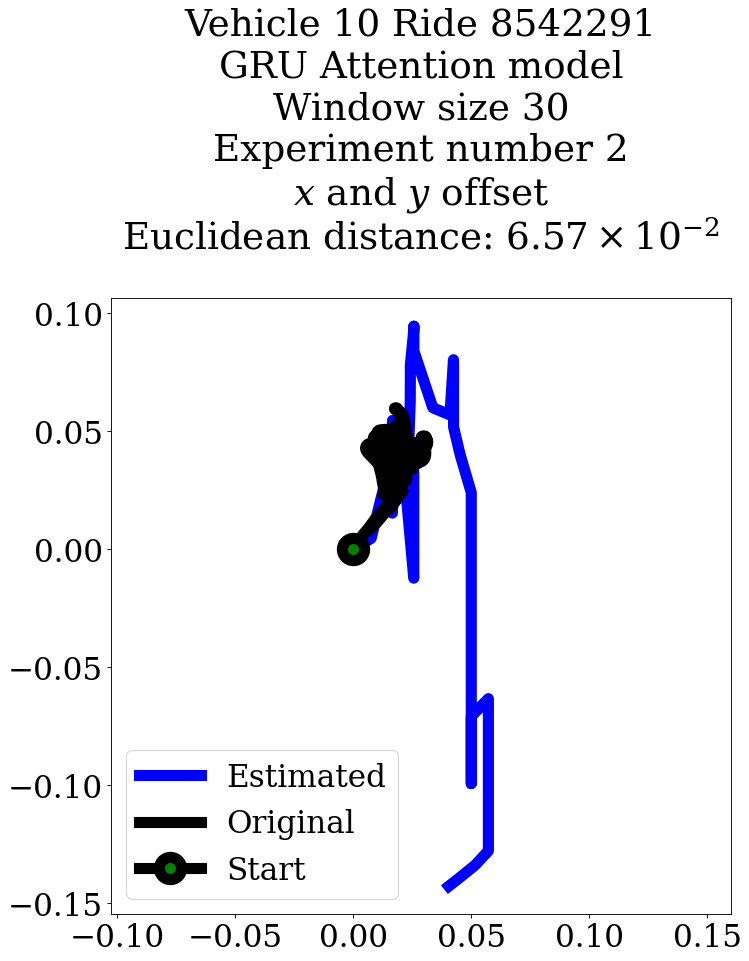 Vehicle 10 Ride 8542291
GRU Attention model
Window size 30
Experiment number 2
x and y offset
Euclidean distance: 6.57 × 10⁻²
0.10
0.05
0.00
−0.05
−0.10
−0.15
Estimated
Original
Start
−0.10 −0.05 0.00 0.05 0.10 0.15